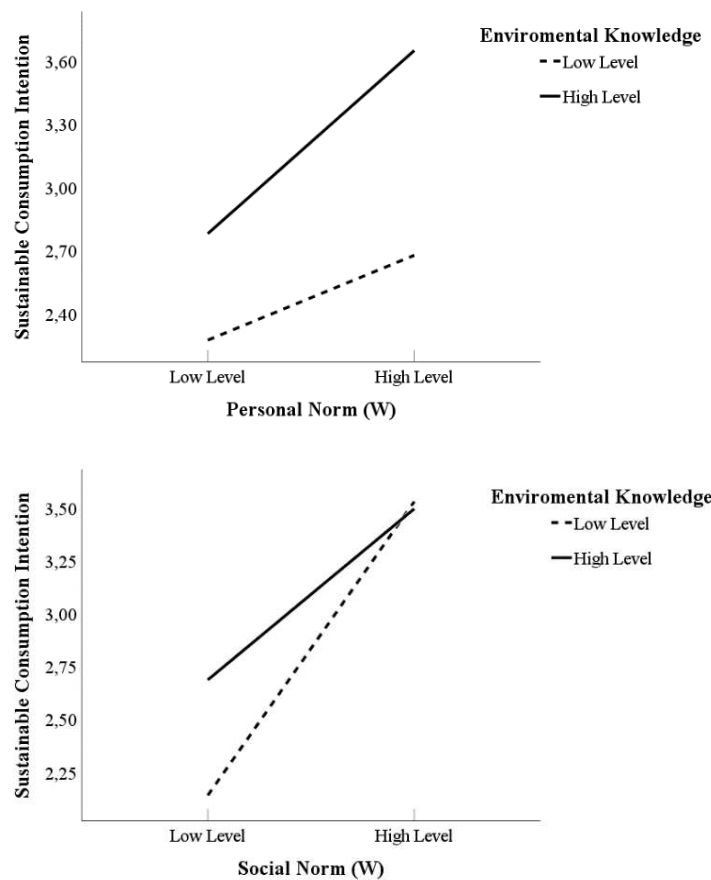 Enviromental Knowledge
Low Level
High Level
Sustainable Consumption Intention
3,60
3,30
3,00
2,70
2,40
Low Level
High Level
Personal Norm (W)
Enviromental Knowledge
Low Level
High Level
Sustainable Consumption Intention
3,50
3,25
3,00
2,75
2,50
2,25
Low Level
High Level
Social Norm (W)